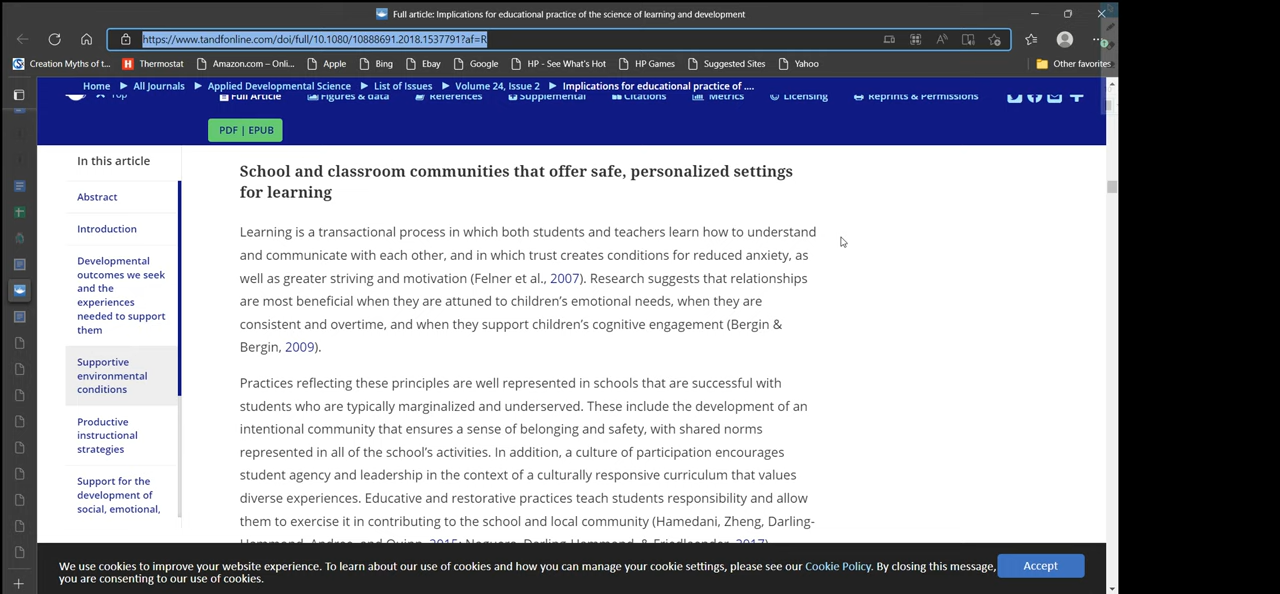 Full article: Implications for educational practice of the science of learning and development
https://www.tandfonline.com/doi/full/10.1080/10888691.2018.1537791?af=R
Creation Myths of t... Thermostat Amazon.com – Onli... Apple Bing Ebay Google HP - See What's Hot HP Games Suggested Sites Yahoo Other favorites
Home ▶ All Journals ▶ Applied Developmental Science ▶ List of Issues ▶ Volume 24, Issue 2 ▶ Implications for educational practice of ....
Top Full Article Figures & data References Supplemental Citations Metrics Licensing Reprints & Permissions
PDF | EPUB
In this article
Abstract
Introduction
Developmental
outcomes we seek
and the
experiences
needed to support
them
Supportive
environmental
conditions
Productive
instructional
strategies
Support for the
development of
social, emotional,
School and classroom communities that offer safe, personalized settings
for learning
Learning is a transactional process in which both students and teachers learn how to understand
and communicate with each other, and in which trust creates conditions for reduced anxiety, as
well as greater striving and motivation (Felner et al., 2007). Research suggests that relationships
are most beneficial when they are attuned to children's emotional needs, when they are
consistent and overtime, and when they support children's cognitive engagement (Bergin &
Bergin, 2009).
Practices reflecting these principles are well represented in schools that are successful with
students who are typically marginalized and underserved. These include the development of an
intentional community that ensures a sense of belonging and safety, with shared norms
represented in all of the school's activities. In addition, a culture of participation encourages
student agency and leadership in the context of a culturally responsive curriculum that values
diverse experiences. Educative and restorative practices teach students responsibility and allow
them to exercise it in contributing to the school and local community (Hamedani, Zheng, Darling-
Hammond, Andree, and Quinn, 2015; Noguera, Darling-Hammond, & Friedlaender, 2017).
We use cookies to improve your website experience. To learn about our use of cookies and how you can manage your cookie settings, please see our Cookie Policy. By closing this message,
you are consenting to our use of cookies.
Accept